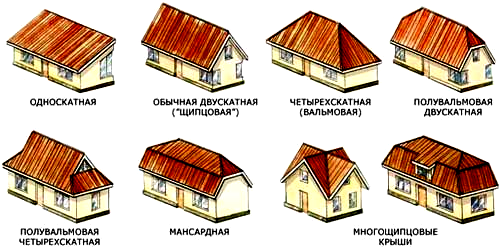 ОДНОСКАТНАЯ
ОБЫЧНАЯ ДВУСКАТНАЯ
("ЩИПЦОВАЯ")
ЧЕТЫРЕХСКАТНАЯ
(ВАЛЬМОВАЯ)
ПОЛУВАЛЬМОВАЯ
ДВУСКАТНАЯ
ПОЛУВАЛЬМОВАЯ
ЧЕТЫРЕХСКАТНАЯ
МАНСАРДНАЯ
МНОГОЩИПЦОВЫЕ
КРЫШИ